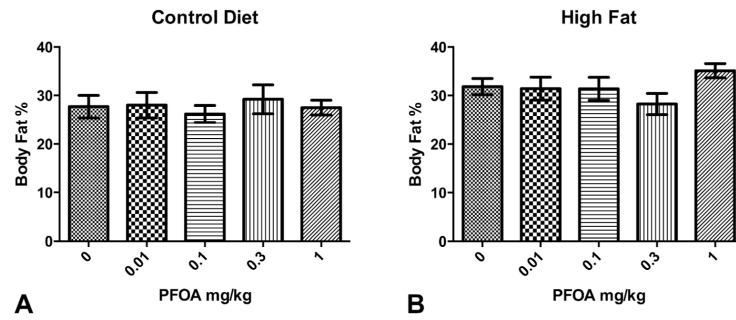 Control Diet
Body Fat %
40
30
20
10
0
0
0.01
0.1
0.3
1
PFOA mg/kg
A
High Fat
Body Fat %
40
30
20
10
0
0
0.01
0.1
0.3
1
PFOA mg/kg
B